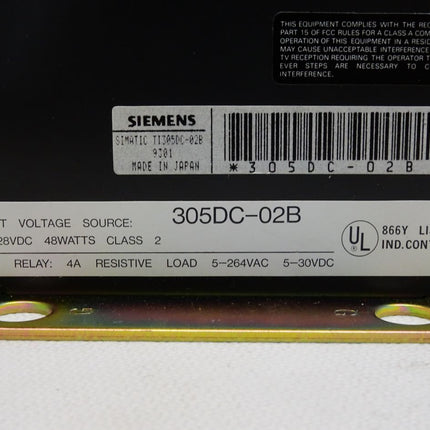 THIS EQUIPMENT COMPLIES WITH THE REQ
PART 15 OF FCC RULES FOR A CLASS A COM
OPERATION OF THIS EQUIPMENT IN A RESID
MAY CAUSE UNACCEPTABLE INTERFERENCE
TV RECEPTION REQUIRING THE OPERATOR T
EVER STEPS ARE NECESSARY TO C
INTERFERENCE.
SIEMENS
SIMATIC TI305DC-02B
9301
MADE IN JAPAN
*305DC-02B
T VOLTAGE SOURCE: 305DC-02B
28VDC 48WATTS CLASS 2
RELAY: 4A RESISTIVE LOAD 5-264VAC 5-30VDC
UL 866Y LI
IND.CONT